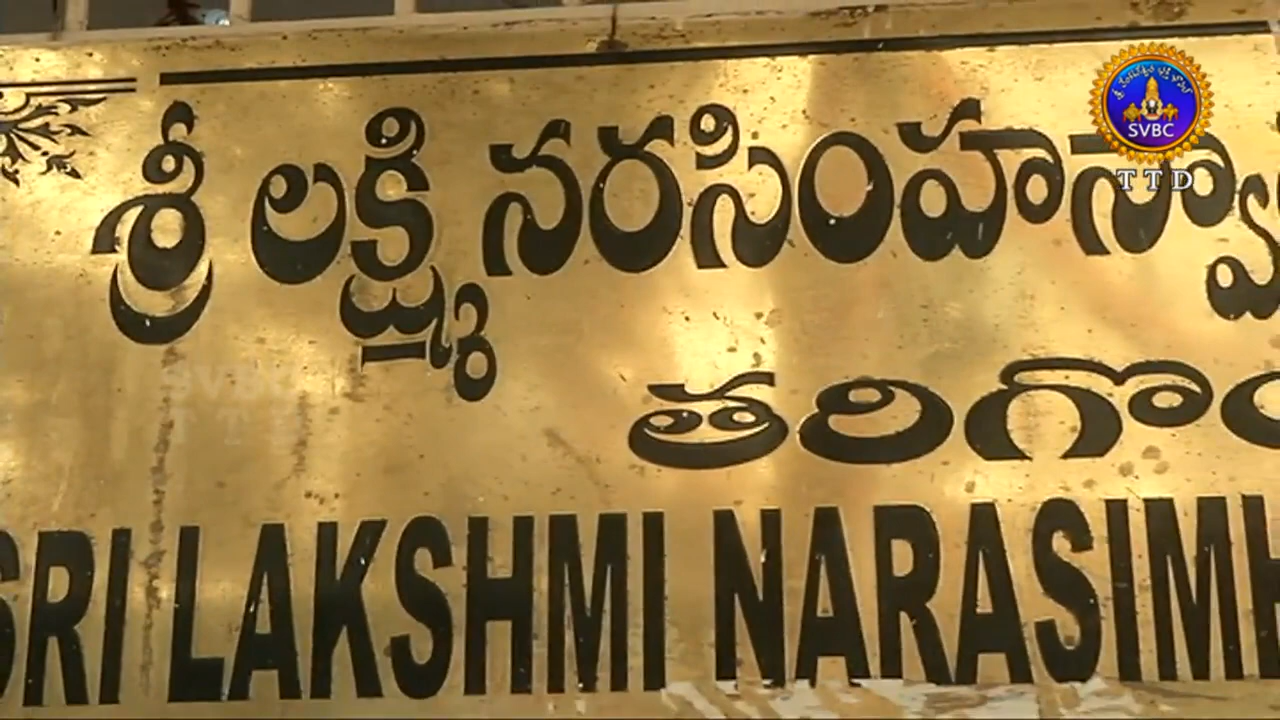 శ్రీ లక్ష్మి నరసింహస్వా
తరిగొం
SRI LAKSHMI NARASIMH
SVBC
TTD